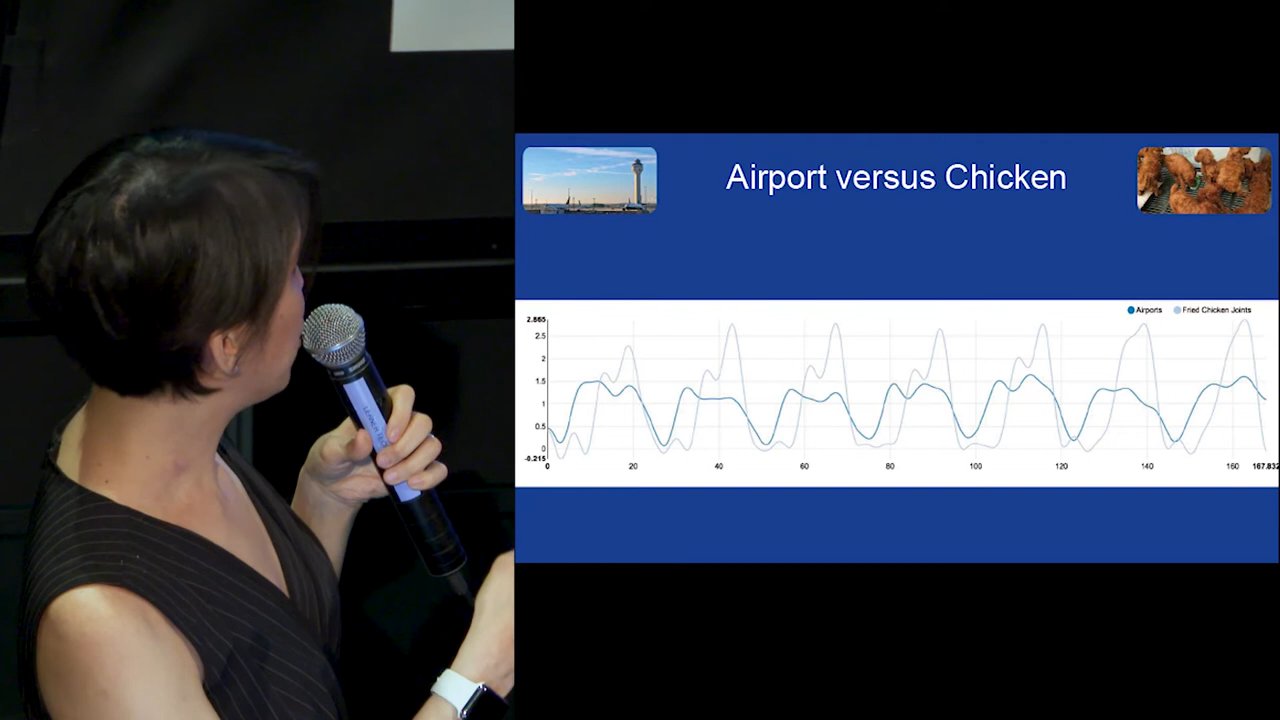 Airport versus Chicken
Airports Fried Chicken Joints
2.865
2.5
2
1.5
1
0.5
0
-0.215
0 20 40 60 80 100 120 140 160 167.832